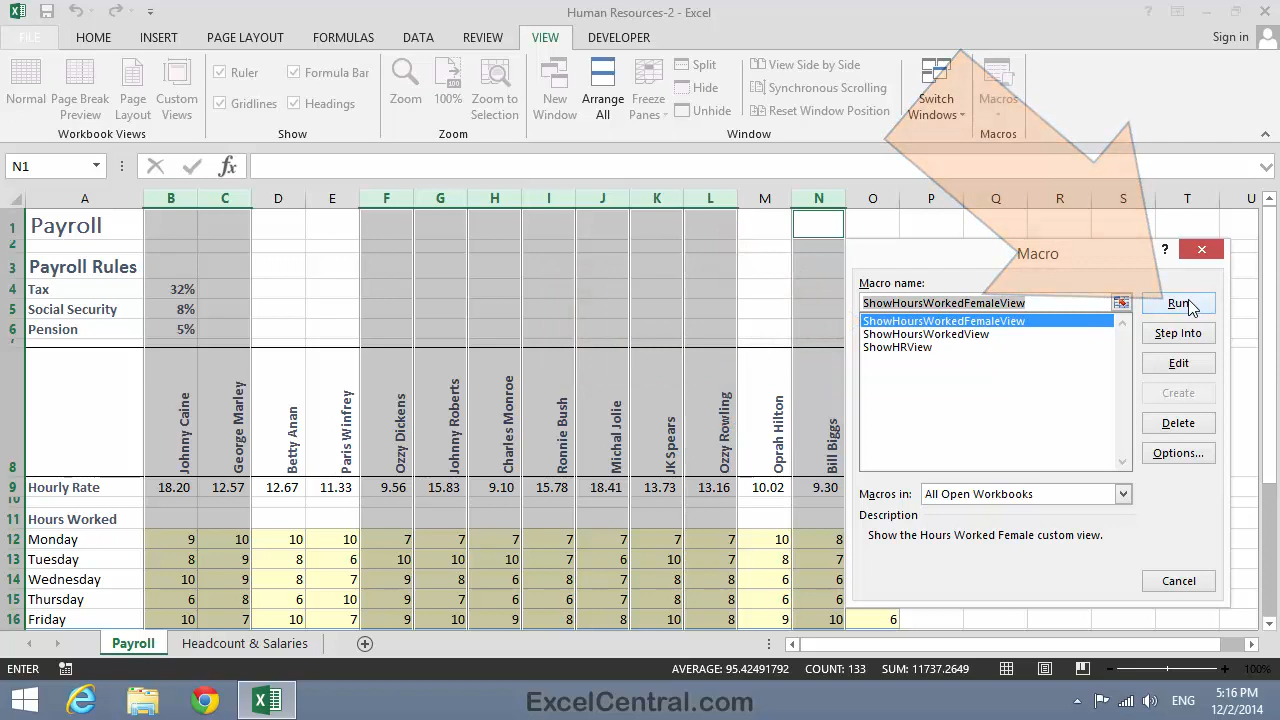 Human Resources-2 - Excel
FILE HOME INSERT PAGE LAYOUT FORMULAS DATA REVIEW VIEW DEVELOPER Sign in
Normal
Page Break Preview
Page Layout
Custom Views
Workbook Views
Ruler
Formula Bar
Gridlines
Headings
Show
Zoom
100%
Zoom to Selection
Zoom
New Window
Arrange All
Freeze Panes
Split
Hide
Unhide
View Side by Side
Synchronous Scrolling
Reset Window Position
Window
Switch Windows
Macros
Macros
N1 fx
A B C D E F G H I J K L M N O P Q R S T U
1 Payroll
2
3 Payroll Rules
4 Tax 32%
5 Social Security 8%
6 Pension 5%
8 Johnny Caine George Marley Betty Anan Paris Winfrey Ozzy Dickens Johnny Roberts Charles Monroe Ronnie Bush Michal Jolie JK Spears Ozzy Rowling Oprah Hilton Bill Biggs
9 Hourly Rate 18.20 12.57 12.67 11.33 9.56 15.83 9.10 15.78 18.41 13.73 13.16 10.02 9.30
10
11 Hours Worked
12 Monday 9 10 10 10 7 7 7 7 7 10 7 10 8
13 Tuesday 8 9 8 6 10 10 10 7 6 10 7 8 7
14 Wednesday 10 9 8 7 9 8 6 8 7 8 8 6 6
15 Thursday 6 8 6 10 9 7 6 8 7 8 8 6 6
16 Friday 10 7 10 7 9 10 9 8 8 10 8 9 10 6
Macro
?
Macro name:
ShowHoursWorkedFemaleView
ShowHoursWorkedFemaleView
ShowHoursWorkedView
ShowHRView
Run
Step Into
Edit
Create
Delete
Options...
Macros in: All Open Workbooks
Description
Show the Hours Worked Female custom view.
Cancel
Payroll Headcount & Salaries
ENTER AVERAGE: 95.42491792 COUNT: 133 SUM: 11737.2649 100%
ExcelCentral.com
ENG
5:16 PM
12/2/2014